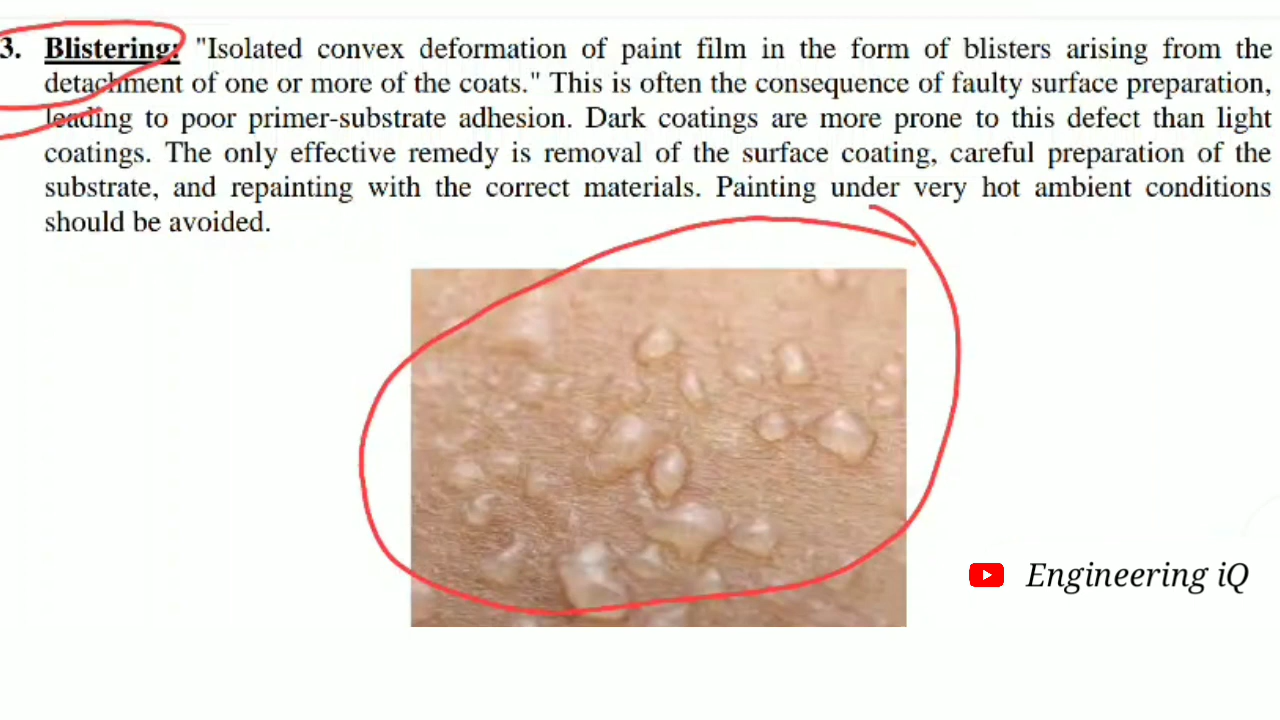 3. Blistering: "Isolated convex deformation of paint film in the form of blisters arising from the
detachment of one or more of the coats." This is often the consequence of faulty surface preparation,
leading to poor primer-substrate adhesion. Dark coatings are more prone to this defect than light
coatings. The only effective remedy is removal of the surface coating, careful preparation of the
substrate, and repainting with the correct materials. Painting under very hot ambient conditions
should be avoided.
Engineering iQ